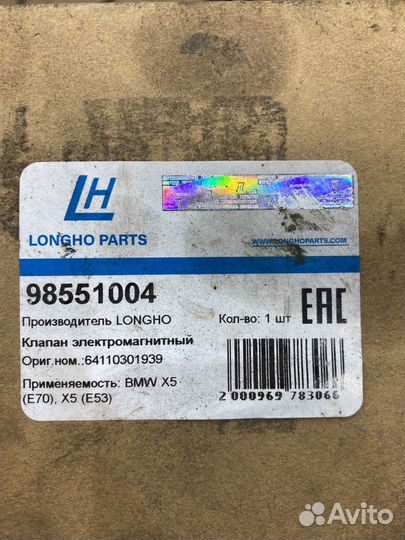 LH
LONGHO PARTS
WWW.LONGHOPARTS.COM
98551004
Производитель LONGHO
Кол-во: 1 шт
EAC
Клапан электромагнитный
Ориг.ном.:64110301939
Применяемость: BMW X5
(E70), X5 (E53)
2 000969 783066
Avito